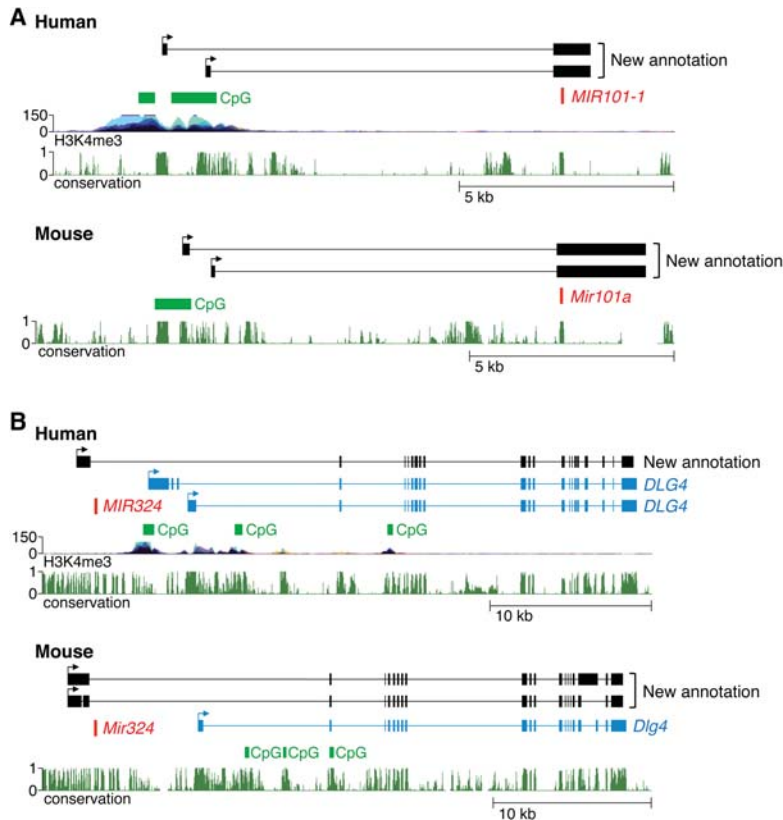 A
Human
New annotation
CpG
MIR101-1
150
0
H3K4me3
1
0
conservation
5 kb
Mouse
New annotation
CpG
Mir101a
1
0
conservation
5 kb
B
Human
New annotation
DLG4
MIR324
DLG4
CpG CpG CpG
150
0
H3K4me3
1
0
conservation
10 kb
Mouse
New annotation
Mir324
Dlg4
CpG CpG CpG
1
0
conservation
10 kb